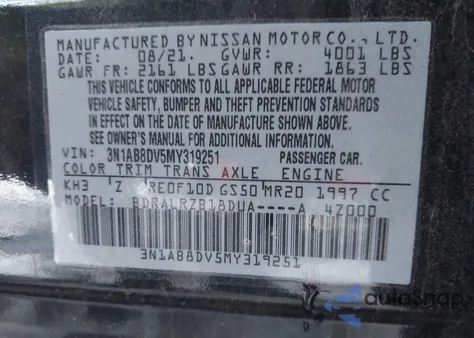 MANUFACTURED BY NISSAN MOTOR CO., LTD.
DATE: 08/21. GVWR: 4001 LBS
GAWR FR: 2161 LBS GAWR RR: 1863 LBS
THIS VEHICLE CONFORMS TO ALL APPLICABLE FEDERAL MOTOR
VEHICLE SAFETY, BUMPER AND THEFT PREVENTION STANDARDS
IN EFFECT ON THE DATE OF MANUFACTURE SHOWN ABOVE.
SEE OWNER'S MANUAL FOR ADDITIONAL INFORMATION
VIN: 3N1AB8DV5MY319251 PASSENGER CAR.
COLOR TRIM TRANS AXLE ENGINE
KH3 'Z RE0F10D GS50 MR20 1997 CC
MODEL: BDRALRZB18DUA----A 4Z000
3N1AB8DV5MY319251
autoSnap